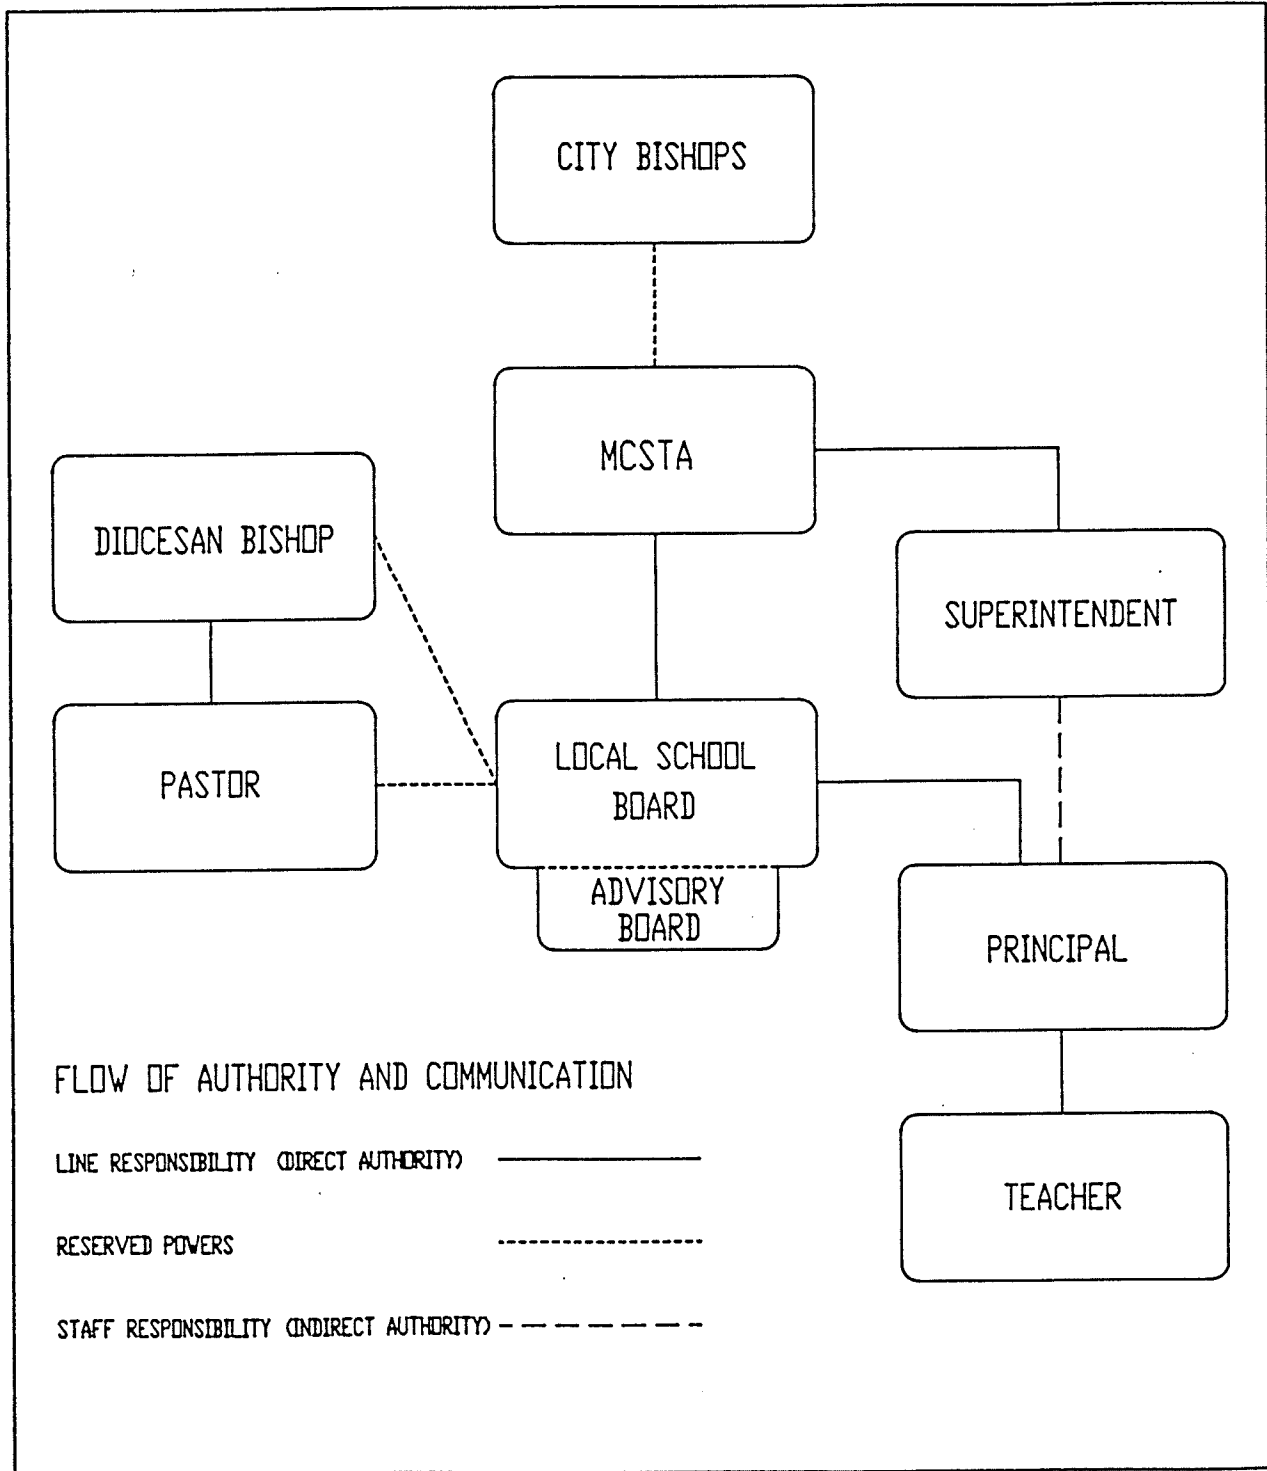 CITY BISHOPS
MCSTA
DIOCESAN BISHOP
SUPERINTENDENT
PASTOR
LOCAL SCHOOL
BOARD
ADVISORY
BOARD
PRINCIPAL
TEACHER
FLOW OF AUTHORITY AND COMMUNICATION
LINE RESPONSIBILITY (DIRECT AUTHORITY)
RESERVED POWERS
STAFF RESPONSIBILITY (INDIRECT AUTHORITY)